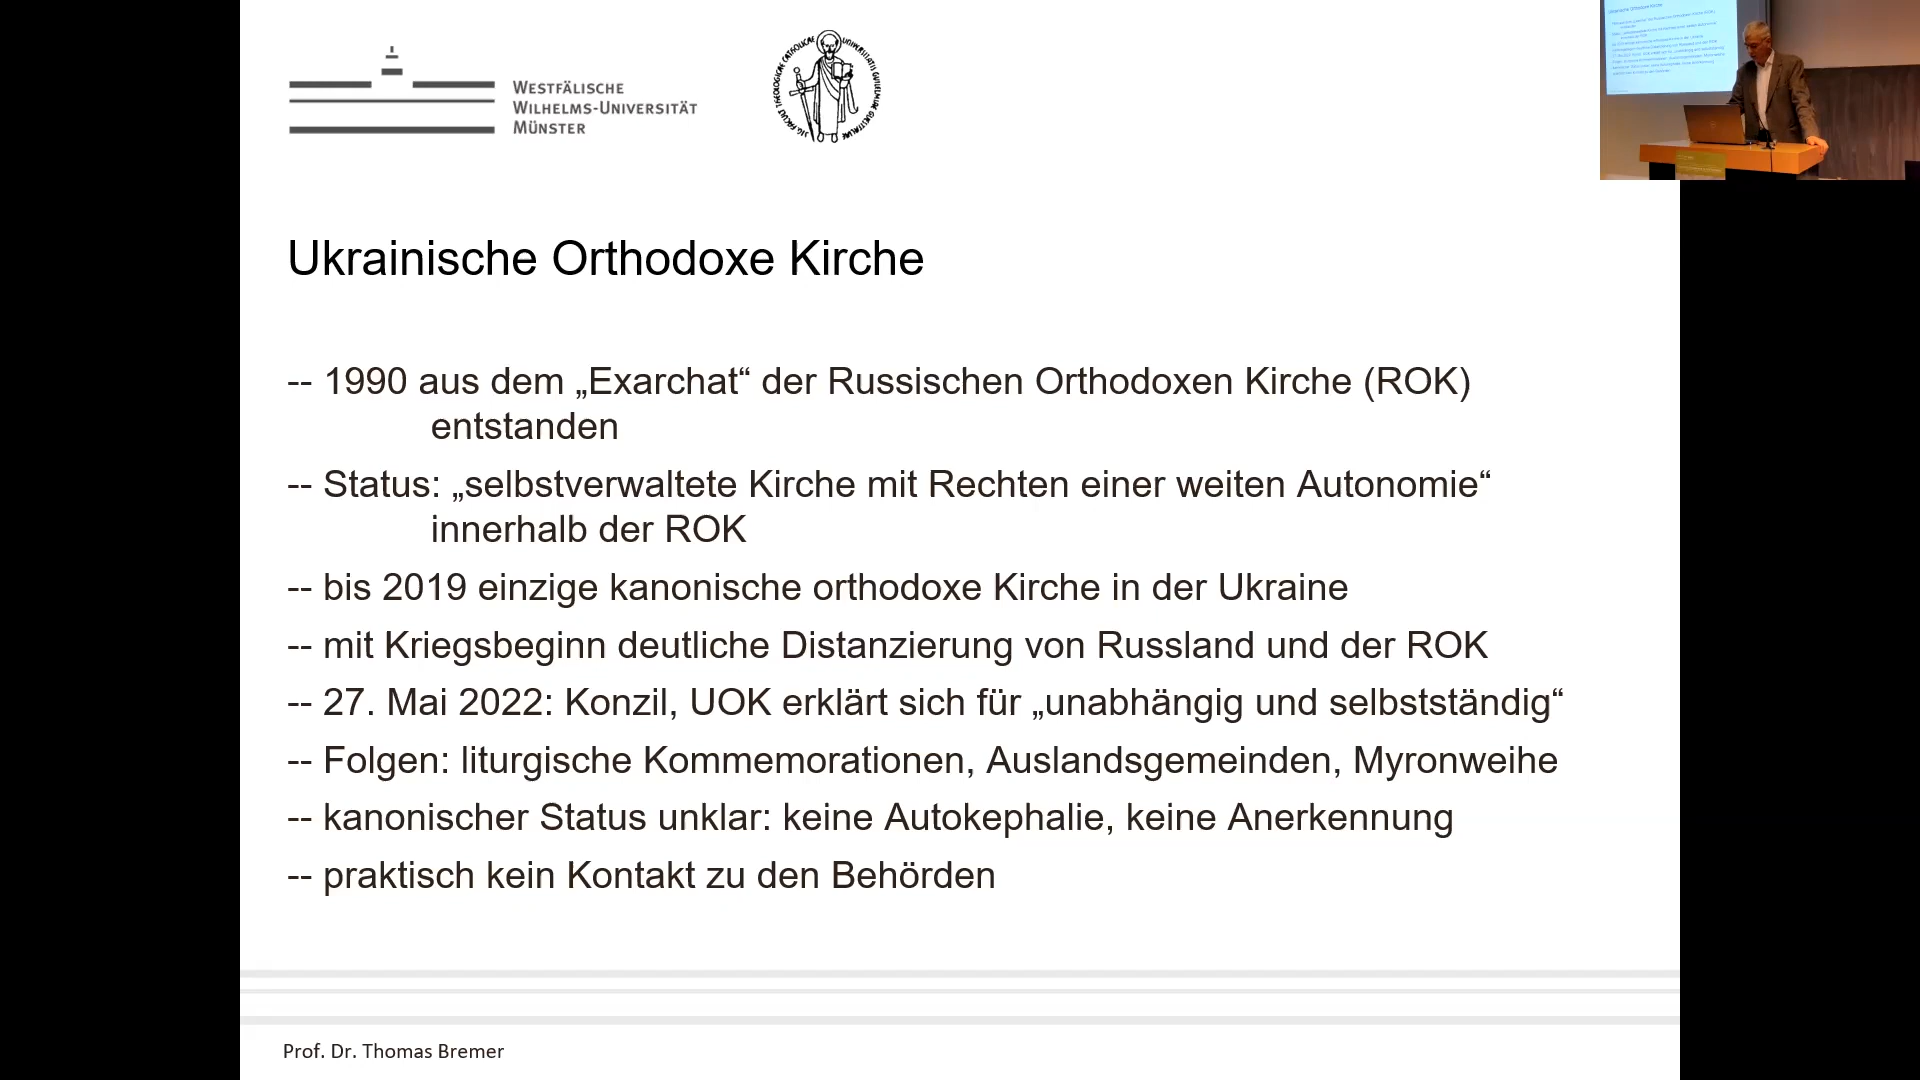 WESTFÄLISCHE
WILHELMS-UNIVERSITÄT
MÜNSTER
Ukrainische Orthodoxe Kirche
-- 1990 aus dem „Exarchat“ der Russischen Orthodoxen Kirche (ROK)
entstanden
-- Status: „selbstverwaltete Kirche mit Rechten einer weiten Autonomie“
innerhalb der ROK
-- bis 2019 einzige kanonische orthodoxe Kirche in der Ukraine
-- mit Kriegsbeginn deutliche Distanzierung von Russland und der ROK
-- 27. Mai 2022: Konzil, UOK erklärt sich für „unabhängig und selbstständig“
-- Folgen: liturgische Kommemorationen, Auslandsgemeinden, Myronweihe
-- kanonischer Status unklar: keine Autokephalie, keine Anerkennung
-- praktisch kein Kontakt zu den Behörden
Prof. Dr. Thomas Bremer